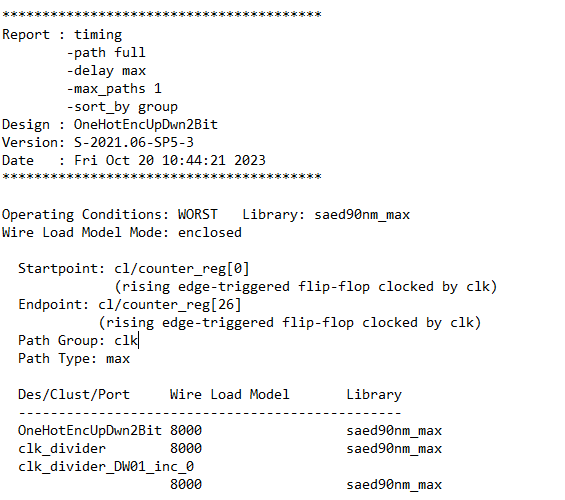 ****************************************
Report : timing
        -path full
        -delay max
        -max_paths 1
        -sort_by group
Design : OneHotEncUpDwn2Bit
Version: S-2021.06-SP5-3
Date   : Fri Oct 20 10:44:21 2023
****************************************

Operating Conditions: WORST   Library: saed90nm_max
Wire Load Model Mode: enclosed

  Startpoint: cl/counter_reg[0]
              (rising edge-triggered flip-flop clocked by clk)
  Endpoint: cl/counter_reg[26]
            (rising edge-triggered flip-flop clocked by clk)
  Path Group: clk
  Path Type: max

  Des/Clust/Port     Wire Load Model       Library
  ------------------------------------------------
  OneHotEncUpDwn2Bit 8000                  saed90nm_max
  clk_divider        8000                  saed90nm_max
  clk_divider_DW01_inc_0
                     8000                  saed90nm_max